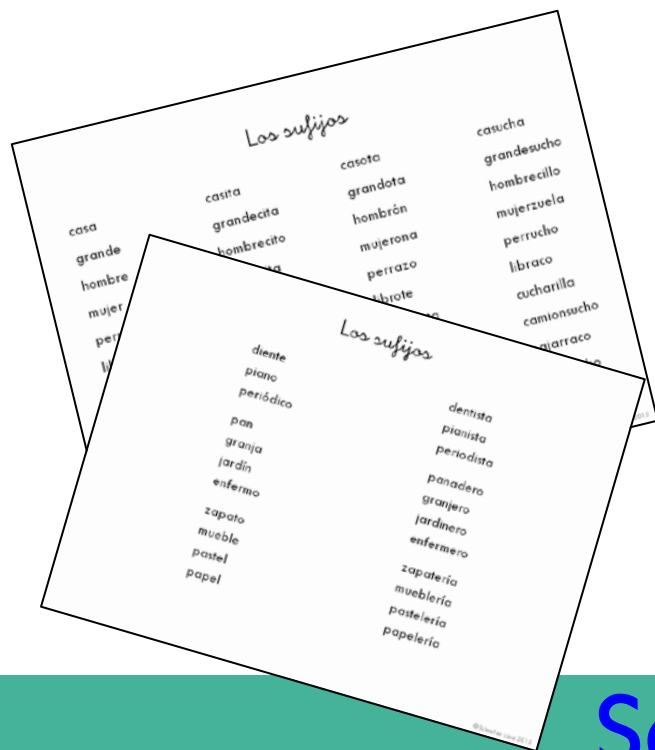 Los sufijos
casa
grande
hombre
mujer
casita
grandecita
hombrecito
casota
grandota
hombrón
mujerona
perrazo
librote
casucha
grandesucho
hombrecillo
mujerzuela
perrucho
libraco
cucharilla
camionsucho
Los sufijos
diente
piano
periódico
pan
granja
jardín
enfermo
zapato
mueble
pastel
papel
dentista
pianista
periodista
panadero
granjero
jardinero
enfermero
zapatería
mueblería
pastelería
papelería